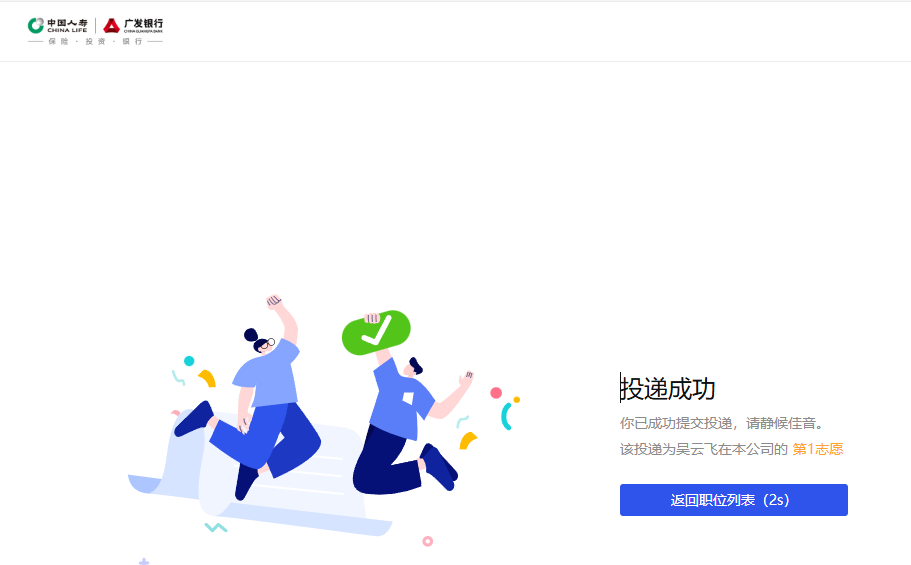 中国人寿 广发银行
CHINA LIFE CHINA GUANGFA BANK
保险·投资·银行
投递成功
你已成功提交投递，请静候佳音。
该投递为吴云飞在本公司的 第1志愿
返回职位列表（2s）